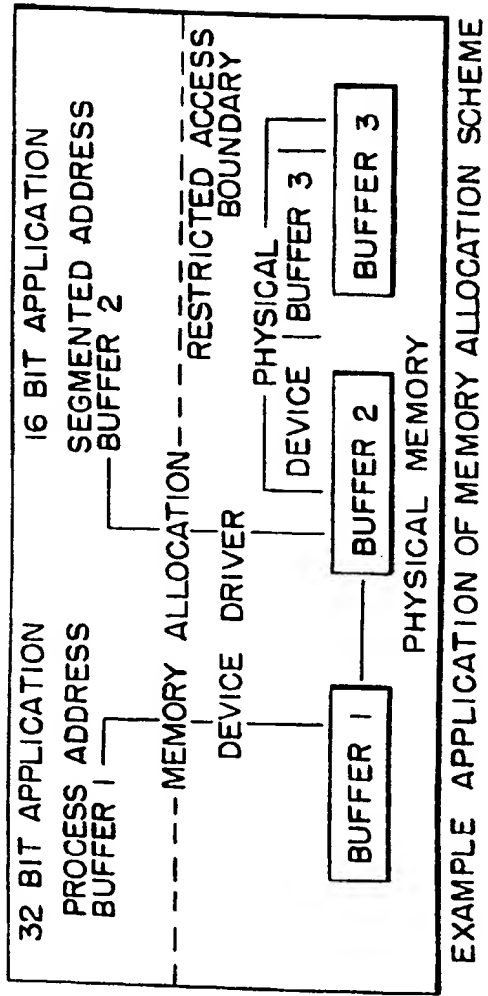 32 BIT APPLICATION
PROCESS ADDRESS
BUFFER 1
16 BIT APPLICATION
SEGMENTED ADDRESS
BUFFER 2
MEMORY ALLOCATION
DEVICE DRIVER
RESTRICTED ACCESS
BOUNDARY
PHYSICAL
DEVICE BUFFER 3
BUFFER 1
BUFFER 2
BUFFER 3
PHYSICAL MEMORY
EXAMPLE APPLICATION OF MEMORY ALLOCATION SCHEME